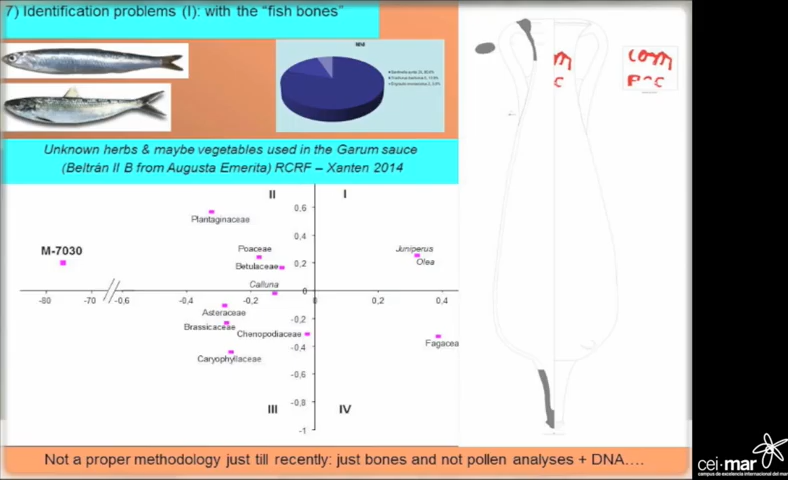 7) Identification problems (I): with the “fish bones”
NMI
Unknown herbs & maybe vegetables used in the Garum sauce
(Beltrán II B from Augusta Emerita) RCRF – Xanten 2014
II I
0,6
Plantaginaceae
0,4
M-7030
Poaceae
Juniperus
0,2
Betulaceae
Olea
Calluna
-80 -70 -0,6 -0,4 -0,2 0 0 0,2 0,4
Asteraceae
-0,2
Brassicaceae
Chenopodiaceae
Fagacea
-0,4
Caryophyllaceae
-0,6
-0,8
III IV
-1
Not a proper methodology just till recently: just bones and not pollen analyses + DNA….
com
cei·mar
campus de excelencia internacional del mar